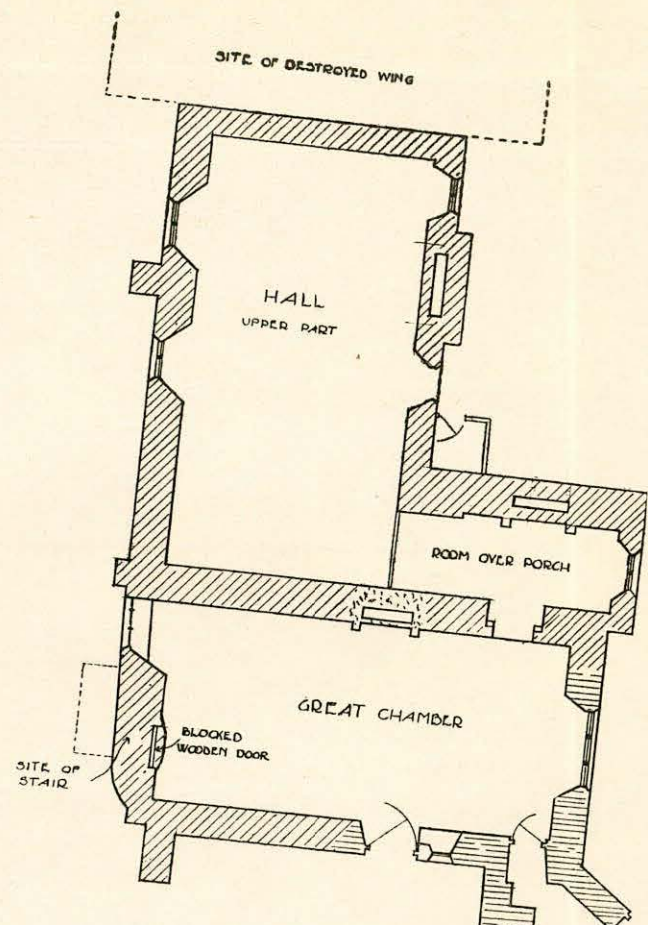 SITE OF DESTROYED WING
HALL
UPPER PART
ROOM OVER PORCH
GREAT CHAMBER
BLOCKED
WOODEN DOOR
SITE OF
STAIR